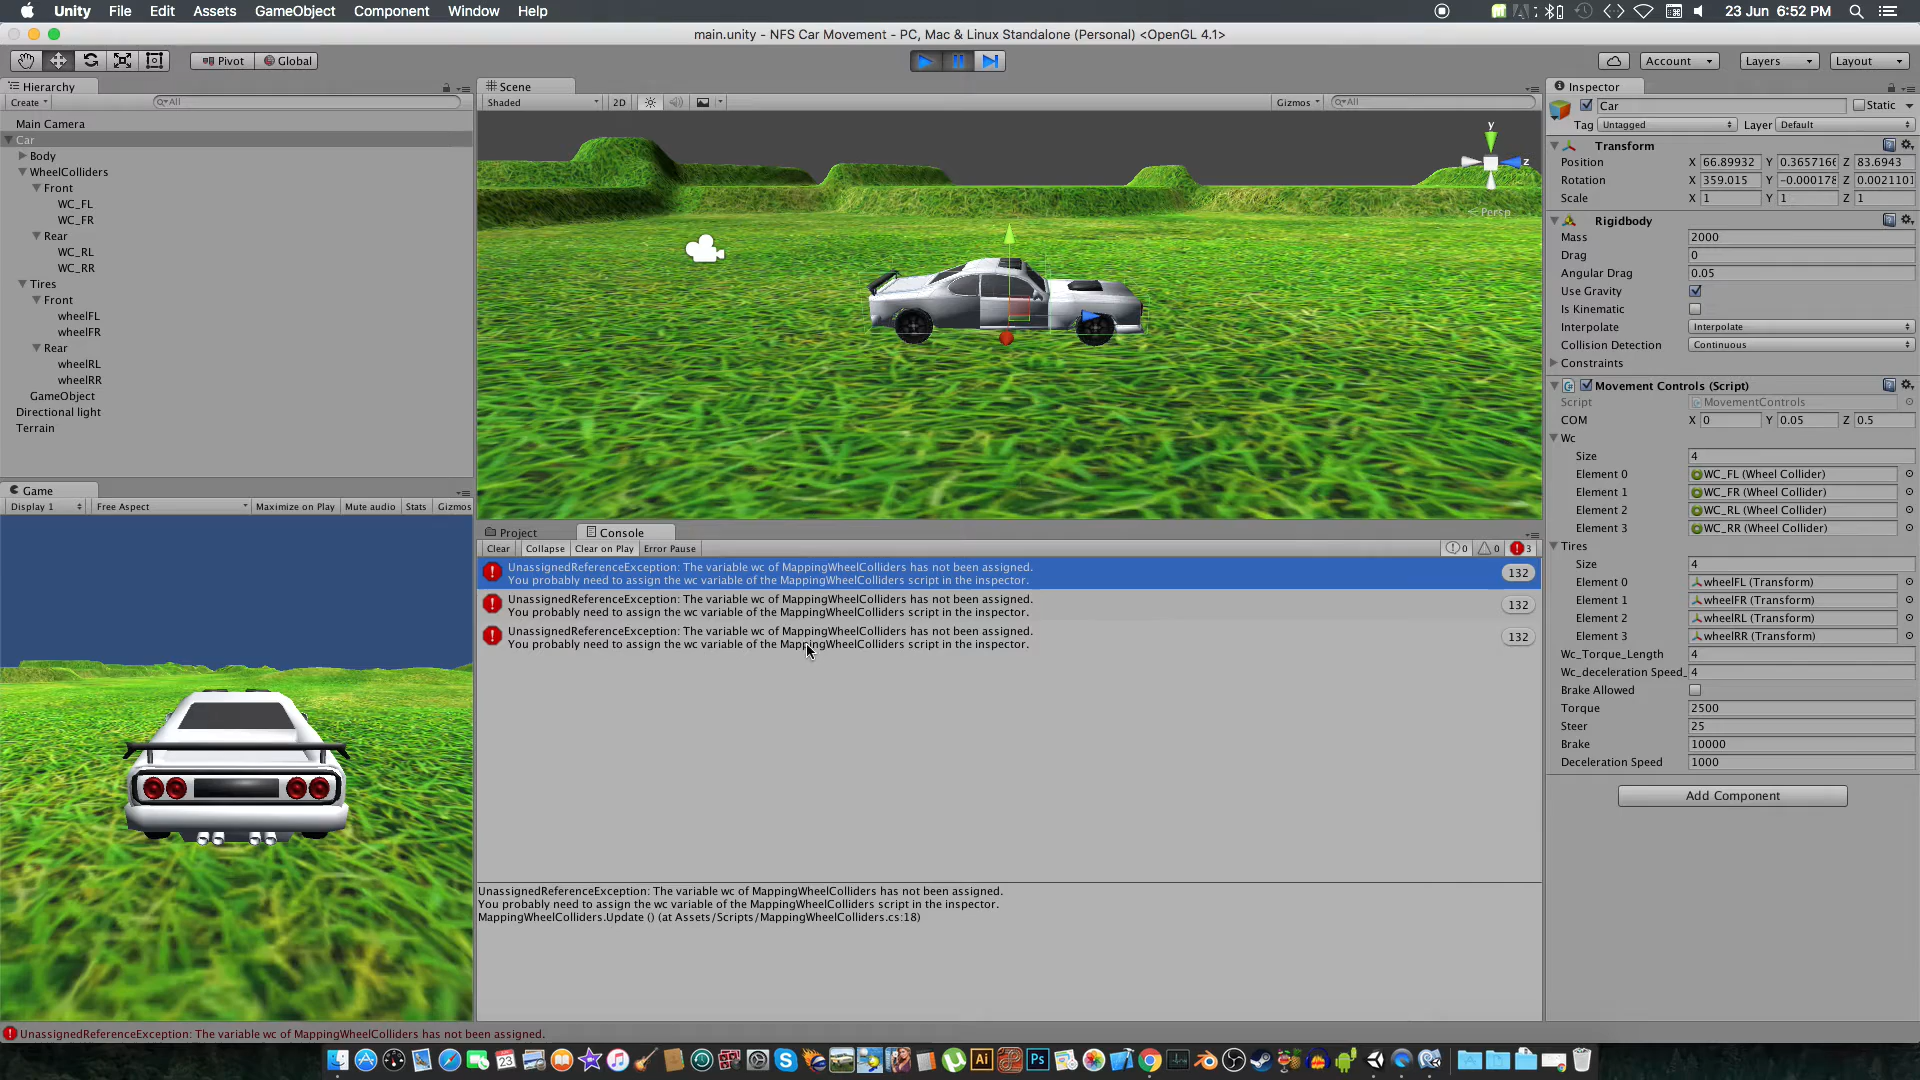 Unity File Edit Assets GameObject Component Window Help 23 Jun 6:52 PM
main.unity - NFS Car Movement - PC, Mac & Linux Standalone (Personal) <OpenGL 4.1>
Pivot Global Account Layers Layout
Hierarchy
Create All
Main Camera
Car
Body
WheelColliders
Front
WC_FL
WC_FR
Rear
WC_RL
WC_RR
Tires
Front
wheelFL
wheelFR
Rear
wheelRL
wheelRR
GameObject
Directional light
Terrain
Scene
Shaded 2D Gizmos All
y
z
Persp
Game
Display 1 Free Aspect Maximize on Play Mute audio Stats Gizmos
Project Console
Clear Collapse Clear on Play Error Pause 0 0 3
UnassignedReferenceException: The variable wc of MappingWheelColliders has not been assigned.
You probably need to assign the wc variable of the MappingWheelColliders script in the inspector.
132
UnassignedReferenceException: The variable wc of MappingWheelColliders has not been assigned.
You probably need to assign the wc variable of the MappingWheelColliders script in the inspector.
132
UnassignedReferenceException: The variable wc of MappingWheelColliders has not been assigned.
You probably need to assign the wc variable of the MappingWheelColliders script in the inspector.
132
UnassignedReferenceException: The variable wc of MappingWheelColliders has not been assigned.
You probably need to assign the wc variable of the MappingWheelColliders script in the inspector.
MappingWheelColliders.Update () (at Assets/Scripts/MappingWheelColliders.cs:18)
Inspector
Car Static
Tag Untagged Layer Default
Transform
Position X 66.89932 Y 0.3657166 Z 83.6943
Rotation X 359.015 Y -0.000178 Z 0.0021101
Scale X 1 Y 1 Z 1
Rigidbody
Mass 2000
Drag 0
Angular Drag 0.05
Use Gravity
Is Kinematic
Interpolate Interpolate
Collision Detection Continuous
Constraints
Movement Controls (Script)
Script MovementControls
COM X 0 Y 0.05 Z 0.5
Wc
Size 4
Element 0 WC_FL (Wheel Collider)
Element 1 WC_FR (Wheel Collider)
Element 2 WC_RL (Wheel Collider)
Element 3 WC_RR (Wheel Collider)
Tires
Size 4
Element 0 wheelFL (Transform)
Element 1 wheelFR (Transform)
Element 2 wheelRL (Transform)
Element 3 wheelRR (Transform)
Wc_Torque_Length 4
Wc_deceleration Speed_ 4
Brake Allowed
Torque 2500
Steer 25
Brake 10000
Deceleration Speed 1000
Add Component
UnassignedReferenceException: The variable wc of MappingWheelColliders has not been assigned.
23 Ai Ps